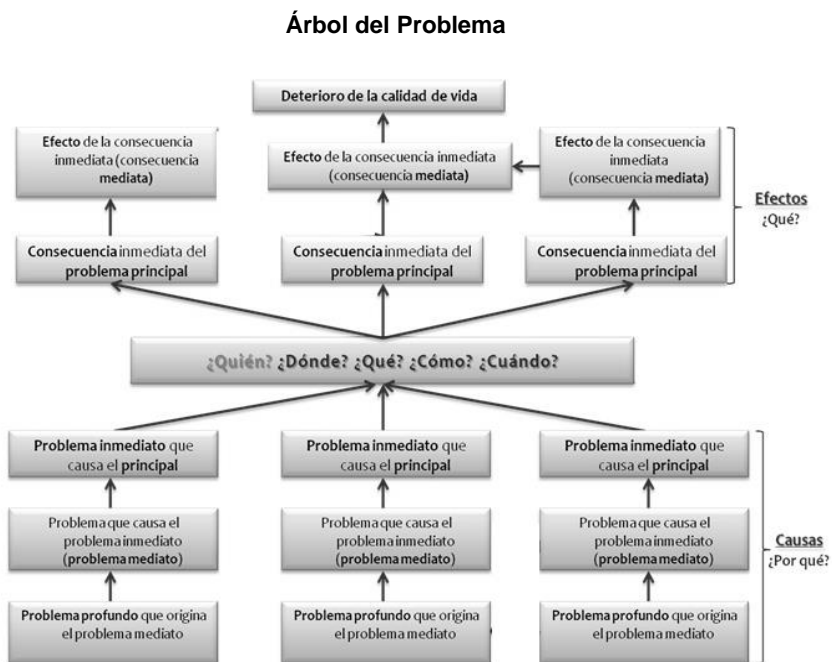 Árbol del Problema
Deterioro de la calidad de vida
Efecto de la consecuencia
inmediata (consecuencia
mediata)
Efecto de la consecuencia inmediata
(consecuencia mediata)
Efecto de la consecuencia
inmediata
(consecuencia mediata)
Efectos
¿Qué?
Consecuencia inmediata del
problema principal
Consecuencia inmediata del
problema principal
Consecuencia inmediata del
problema principal
¿Quién? ¿Dónde? ¿Qué? ¿Cómo? ¿Cuándo?
Problema inmediato que
causa el principal
Problema inmediato que
causa el principal
Problema inmediato que
causa el principal
Problema que causa el
problema inmediato
(problema mediato)
Problema que causa el
problema inmediato
(problema mediato)
Problema que causa el
problema inmediato
(problema mediato)
Causas
¿Por qué?
Problema profundo que origina
el problema mediato
Problema profundo que origina
el problema mediato
Problema profundo que origina
el problema mediato